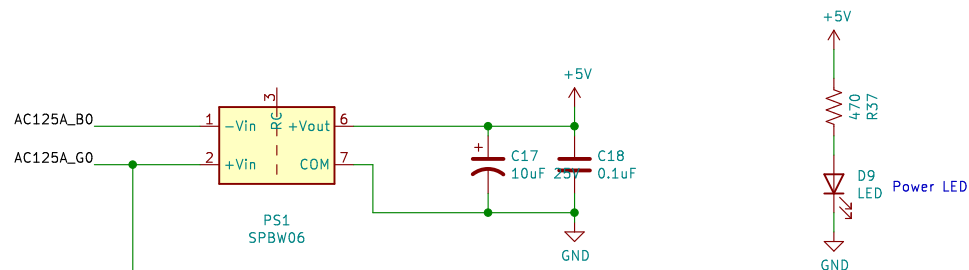 +5V
+5V
AC125A_B0
1
-Vin
3
RC
+Vout
6
AC125A_G0
2
+Vin
COM
7
+
C17
10uF 25V
C18
0.1uF
PS1
SPBW06
GND
470
R37
D9
LED
Power LED
GND